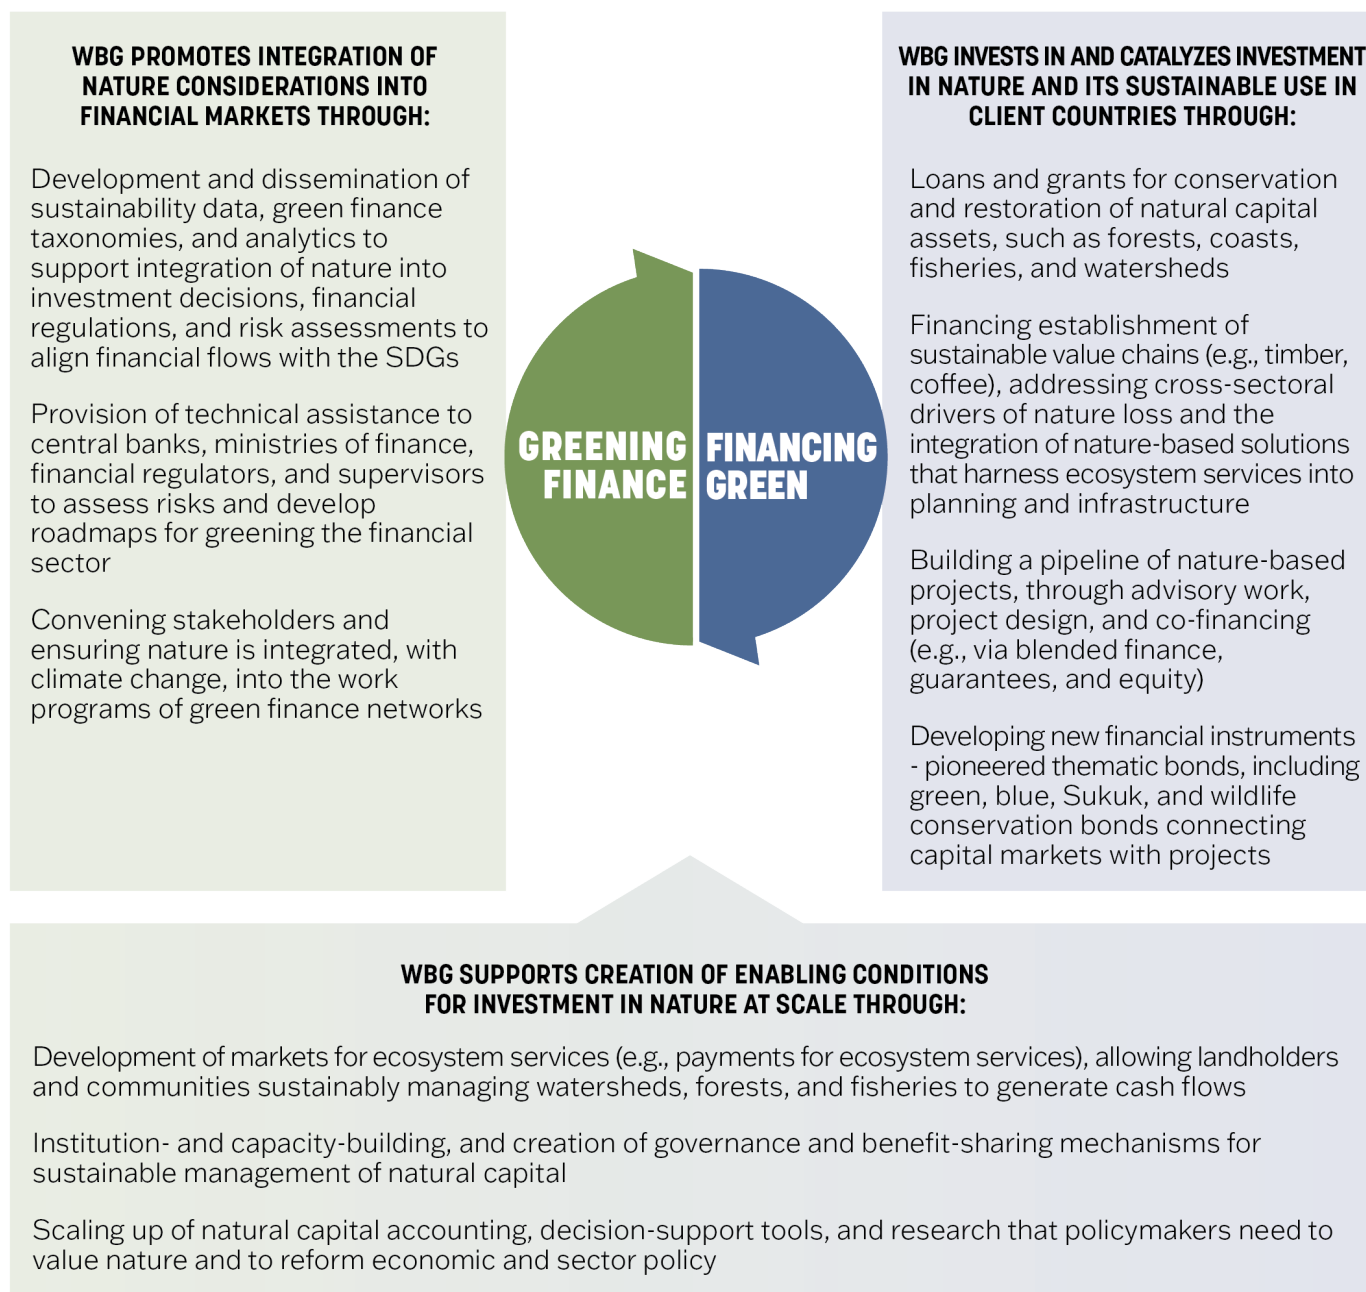 WBG PROMOTES INTEGRATION OF
NATURE CONSIDERATIONS INTO
FINANCIAL MARKETS THROUGH:
Development and dissemination of
sustainability data, green finance
taxonomies, and analytics to
support integration of nature into
investment decisions, financial
regulations, and risk assessments to
align financial flows with the SDGs
Provision of technical assistance to
central banks, ministries of finance,
financial regulators, and supervisors
to assess risks and develop
roadmaps for greening the financial
sector
Convening stakeholders and
ensuring nature is integrated, with
climate change, into the work
programs of green finance networks
GREENING
FINANCE
FINANCING
GREEN
WBG INVESTS IN AND CATALYZES INVESTMENT
IN NATURE AND ITS SUSTAINABLE USE IN
CLIENT COUNTRIES THROUGH:
Loans and grants for conservation
and restoration of natural capital
assets, such as forests, coasts,
fisheries, and watersheds
Financing establishment of
sustainable value chains (e.g., timber,
coffee), addressing cross-sectoral
drivers of nature loss and the
integration of nature-based solutions
that harness ecosystem services into
planning and infrastructure
Building a pipeline of nature-based
projects, through advisory work,
project design, and co-financing
(e.g., via blended finance,
guarantees, and equity)
Developing new financial instruments
- pioneered thematic bonds, including
green, blue, Sukuk, and wildlife
conservation bonds connecting
capital markets with projects
WBG SUPPORTS CREATION OF ENABLING CONDITIONS
FOR INVESTMENT IN NATURE AT SCALE THROUGH:
Development of markets for ecosystem services (e.g., payments for ecosystem services), allowing landholders
and communities sustainably managing watersheds, forests, and fisheries to generate cash flows
Institution- and capacity-building, and creation of governance and benefit-sharing mechanisms for
sustainable management of natural capital
Scaling up of natural capital accounting, decision-support tools, and research that policymakers need to
value nature and to reform economic and sector policy